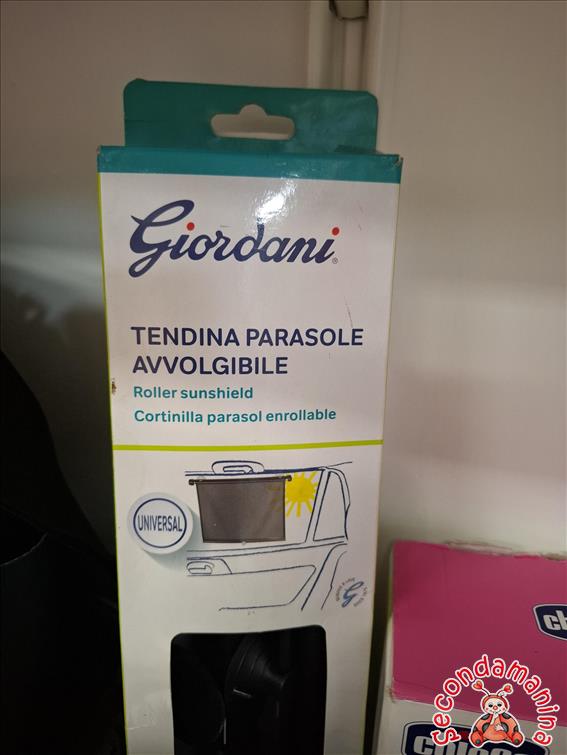 Giordani
TENDINA PARASOLE
AVVOLGIBILE
Roller sunshield
Cortinilla parasol enrollable
UNIVERSAL
secondamanina